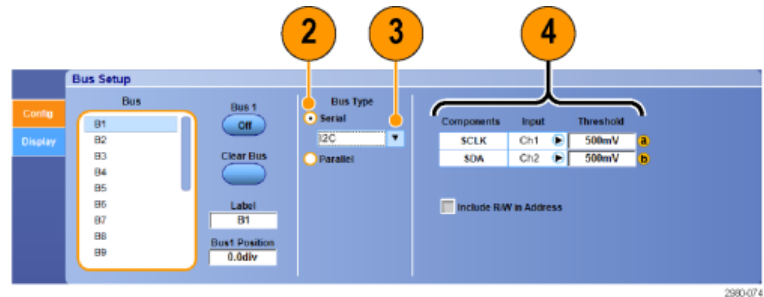 2
3
4
Bus Setup
Config
Display
Bus
B1
B2
B3
B4
B5
B6
B7
B8
B9
Bus 1
Off
Clear Bus
Label
B1
Bus1 Position
0.0div
Bus Type
Serial
I2C
Parallel
Components Input Threshold
SCLK Ch1 500mV a
SDA Ch2 500mV b
Include R/W in Address
2980-074